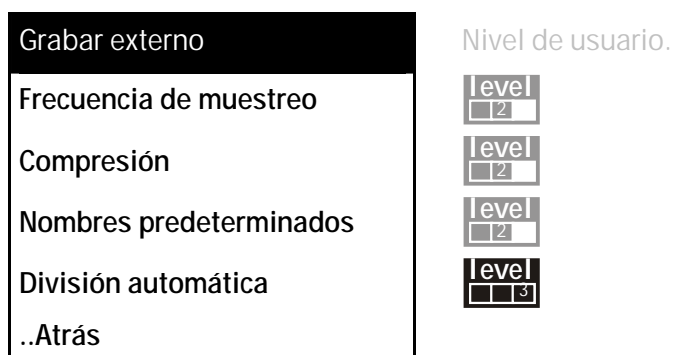 Grabar externo Nivel de usuario.
Frecuencia de muestreo level 2
Compresión level 2
Nombres predeterminados level 2
División automática level 3
..Atrás